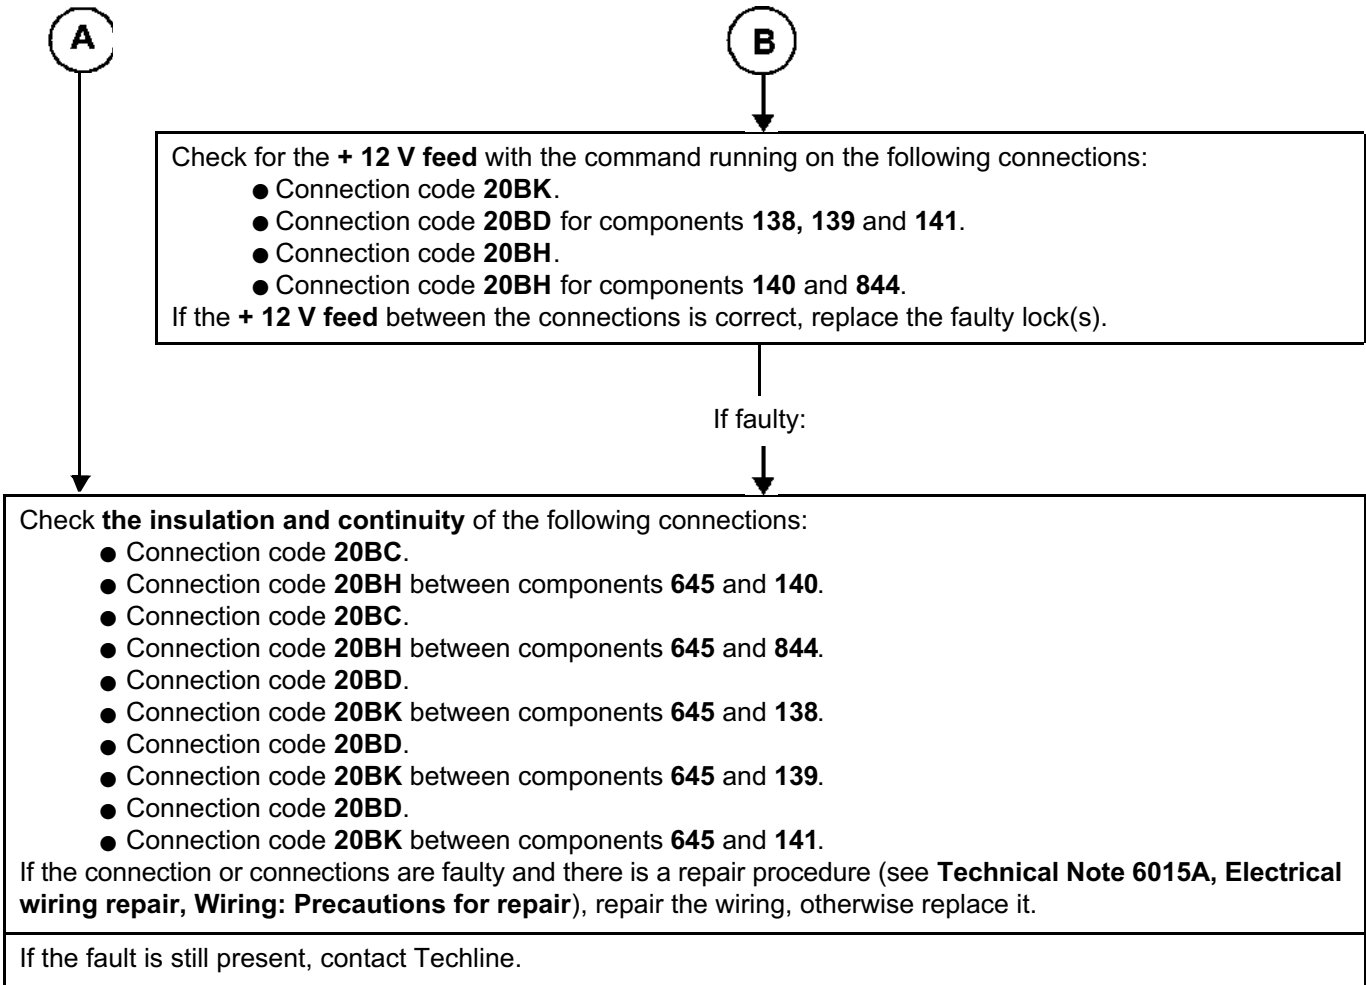 A
B
Check for the + 12 V feed with the command running on the following connections:
● Connection code 20BK.
● Connection code 20BD for components 138, 139 and 141.
● Connection code 20BH.
● Connection code 20BH for components 140 and 844.
If the + 12 V feed between the connections is correct, replace the faulty lock(s).
If faulty:
Check the insulation and continuity of the following connections:
● Connection code 20BC.
● Connection code 20BH between components 645 and 140.
● Connection code 20BC.
● Connection code 20BH between components 645 and 844.
● Connection code 20BD.
● Connection code 20BK between components 645 and 138.
● Connection code 20BD.
● Connection code 20BK between components 645 and 139.
● Connection code 20BD.
● Connection code 20BK between components 645 and 141.
If the connection or connections are faulty and there is a repair procedure (see Technical Note 6015A, Electrical
wiring repair, Wiring: Precautions for repair), repair the wiring, otherwise replace it.
If the fault is still present, contact Techline.